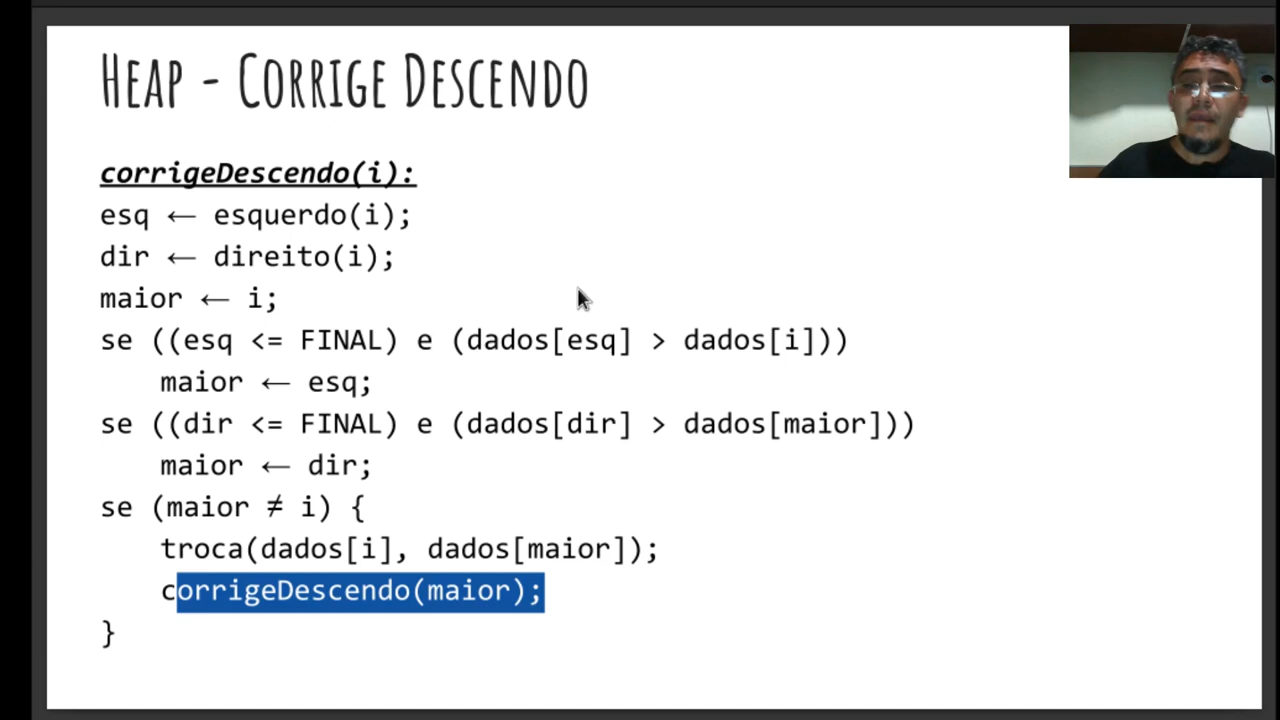 HEAP - CORRIGE DESCENDO
corrigeDescendo(i):
esq ← esquerdo(i);
dir ← direito(i);
maior ← i;
se ((esq <= FINAL) e (dados[esq] > dados[i]))
maior ← esq;
se ((dir <= FINAL) e (dados[dir] > dados[maior]))
maior ← dir;
se (maior ≠ i) {
troca(dados[i], dados[maior]);
corrigeDescendo(maior);
}